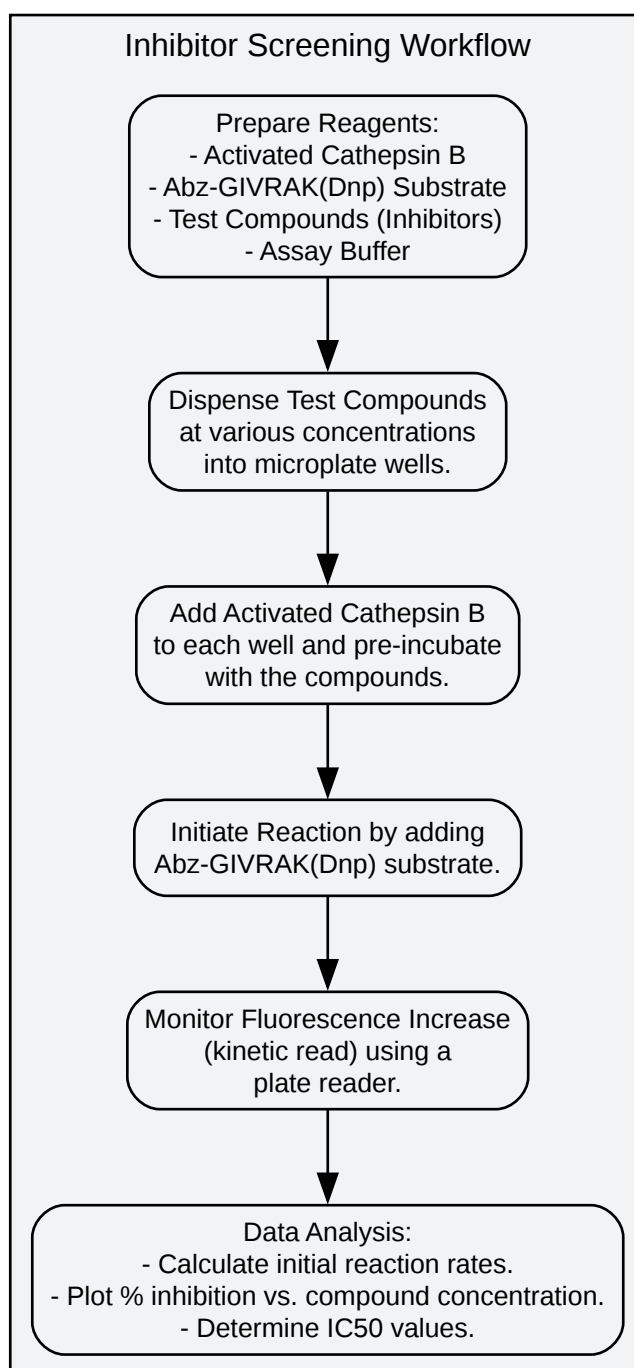 Inhibitor Screening Workflow
Prepare Reagents:
- Activated Cathepsin B
- Abz-GIVRAK(Dnp) Substrate
- Test Compounds (Inhibitors)
- Assay Buffer
Dispense Test Compounds
at various concentrations
into microplate wells.
Add Activated Cathepsin B
to each well and pre-incubate
with the compounds.
Initiate Reaction by adding
Abz-GIVRAK(Dnp) substrate.
Monitor Fluorescence Increase
(kinetic read) using a
plate reader.
Data Analysis:
- Calculate initial reaction rates.
- Plot % inhibition vs. compound concentration.
- Determine IC50 values.